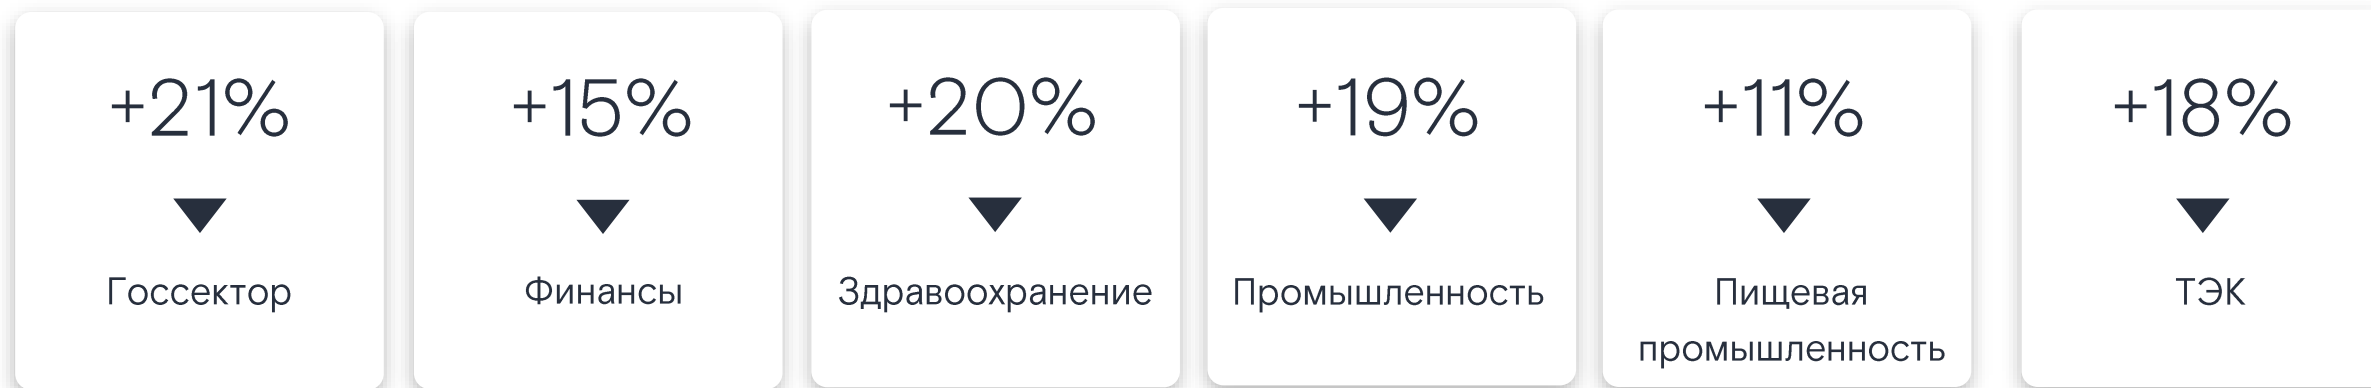 +21%
Госсектор
+15%
Финансы
+20%
Здравоохранение
+19%
Промышленность
+11%
Пищевая
промышленность
+18%
ТЭК